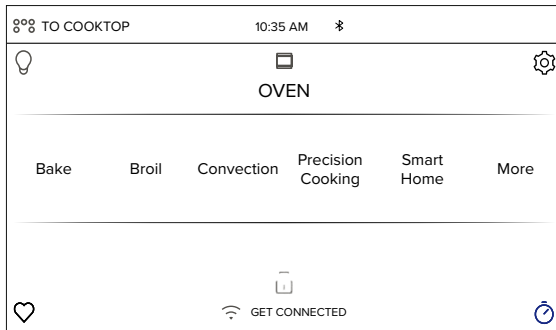 TO COOKTOP 10:35 AM
OVEN
Bake Broil Convection Precision Cooking Smart Home More
GET CONNECTED